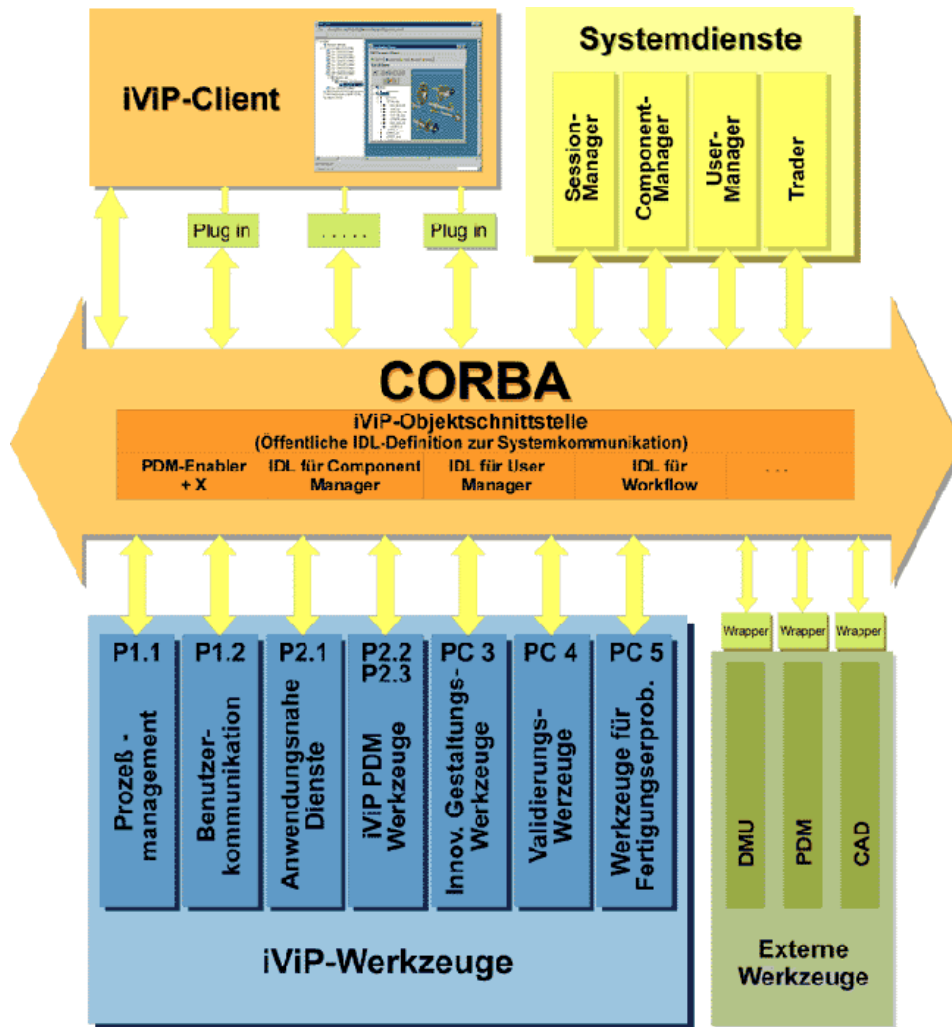 iViP-Client
Plug in
. . . . .
Plug in
Systemdienste
Session-
Manager
Component-
Manager
User-
Manager
Trader
CORBA
iViP-Objektschnittstelle
(Öffentliche IDL-Definition zur Systemkommunikation)
PDM-Enabler
+ X
IDL für Component
Manager
IDL für User
Manager
IDL für
Workflow
. . .
P1.1
Prozeß -
management
P1.2
Benutzer-
kommunikation
P2.1
Anwendungsnahe
Dienste
P2.2
P2.3
iViP PDM
Werkzeuge
PC 3
Innov. Gestaltungs-
Werkzeuge
PC 4
Validierungs-
Werzeuge
PC 5
Werkzeuge für
Fertigungserprob.
iViP-Werkzeuge
Wrapper
Wrapper
Wrapper
DMU
PDM
CAD
Externe
Werkzeuge